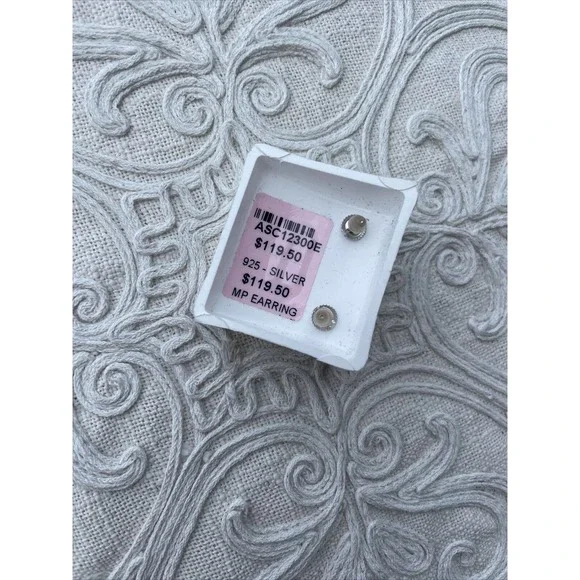 ASC12300E
$119.50
925 - SILVER
$119.50
MP EARRING